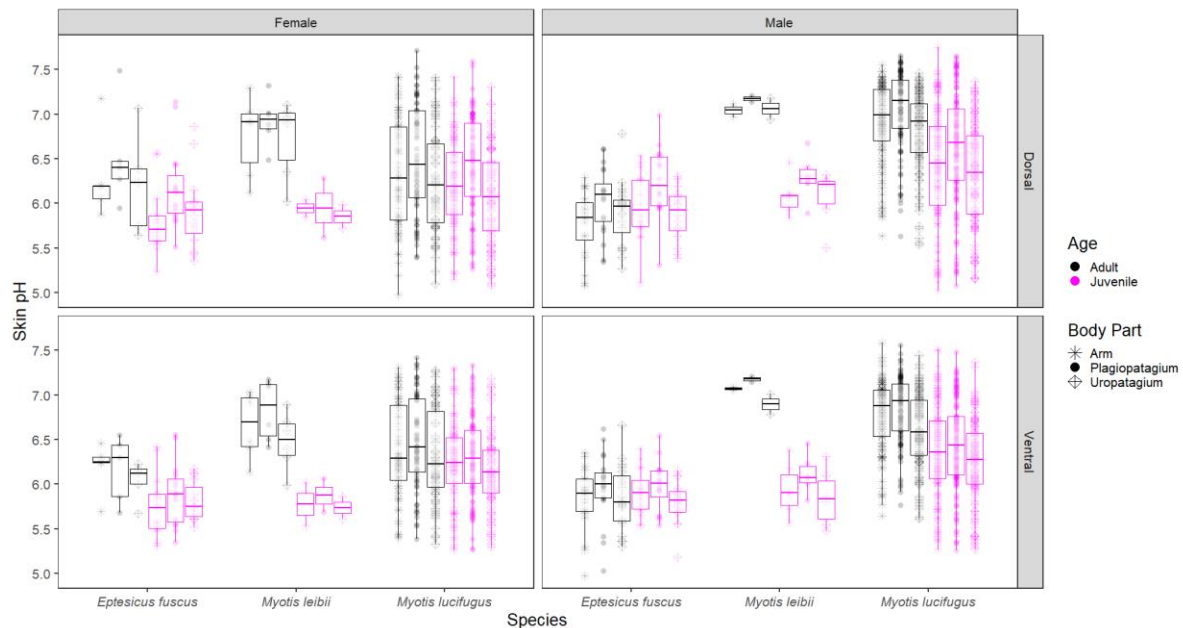 Female
Male
7.5
7.0
6.5
6.0
5.5
5.0
Dorsal
Skin pH
7.5
7.0
6.5
6.0
5.5
5.0
Ventral
Eptesicus fuscus
Myotis leibii
Myotis lucifugus
Eptesicus fuscus
Myotis leibii
Myotis lucifugus
Species
Age
Adult
Juvenile
Body Part
Arm
Plagiopatagium
Uropatagium